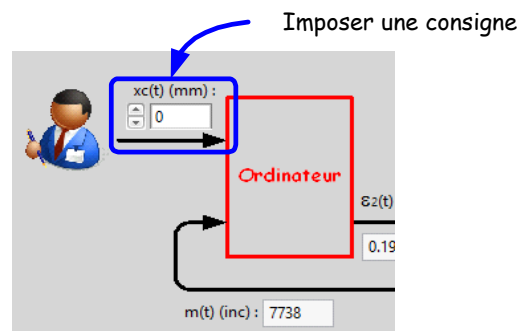 Imposer une consigne
xc(t) (mm) :
0
Ordinateur
ε2(t)
0.19
m(t) (inc) : 7738